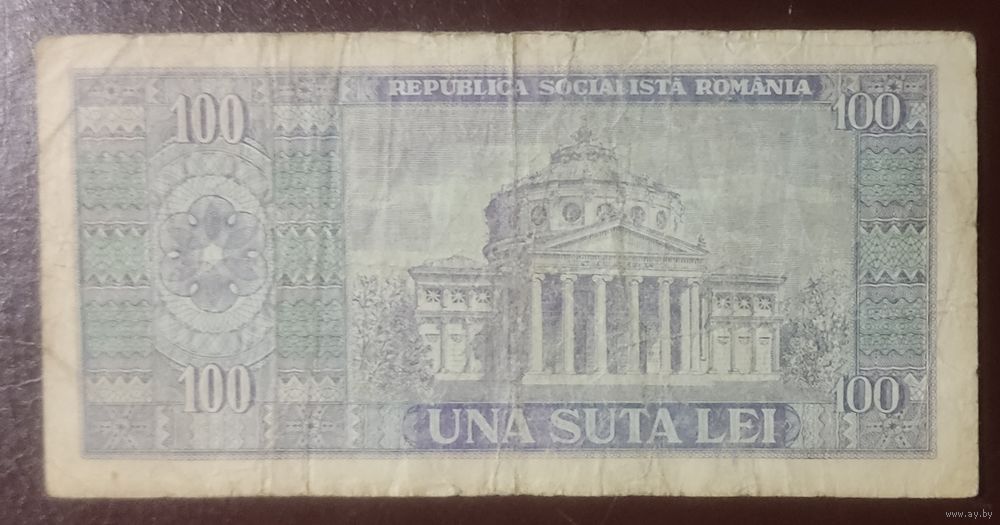 REPUBLICA SOCIALISTĂ ROMÂNIA
100
100
100
100
UNA SUTA LEI
www.ay.by